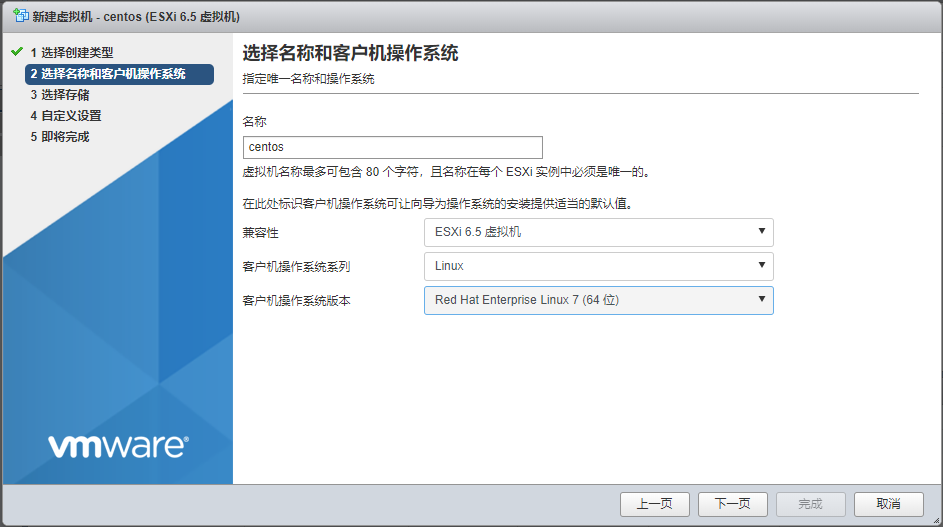 新建虚拟机 - centos (ESXi 6.5 虚拟机)
1 选择创建类型
2 选择名称和客户机操作系统
3 选择存储
4 自定义设置
5 即将完成
选择名称和客户机操作系统
指定唯一名称和操作系统
名称
centos
虚拟机名称最多可包含 80 个字符，且名称在每个 ESXi 实例中必须是唯一的。
在此处标识客户机操作系统可让向导为操作系统的安装提供适当的默认值。
兼容性
ESXi 6.5 虚拟机
客户机操作系统系列
Linux
客户机操作系统版本
Red Hat Enterprise Linux 7 (64 位)
vmware®
上一页
下一页
完成
取消